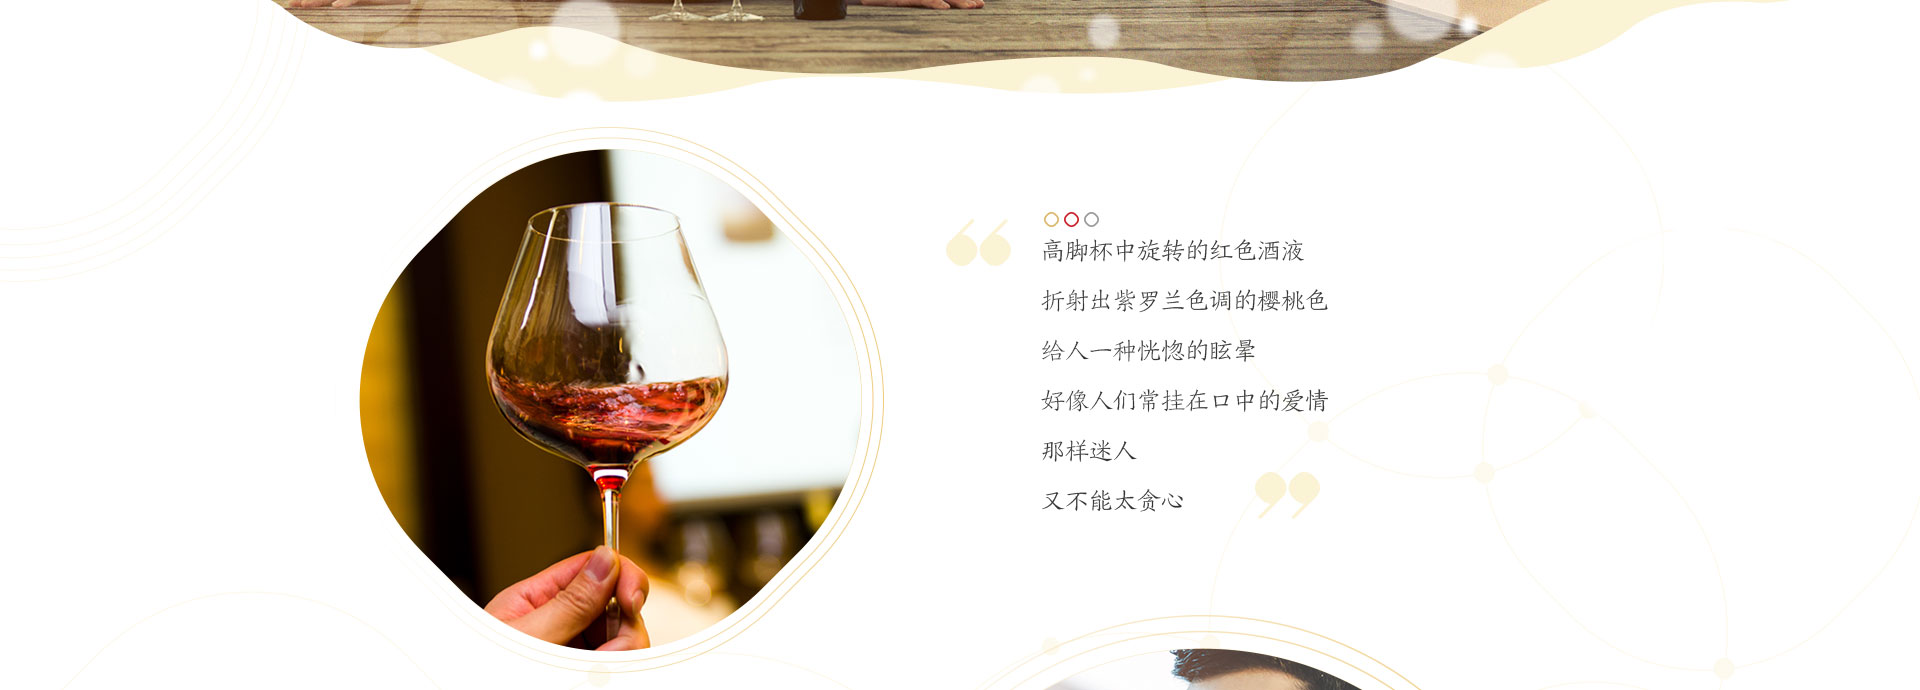 高脚杯中旋转的红色酒液
折射出紫罗兰色调的樱桃色
给人一种恍惚的眩晕
好像人们常挂在口中的爱情
那样迷人
又不能太贪心